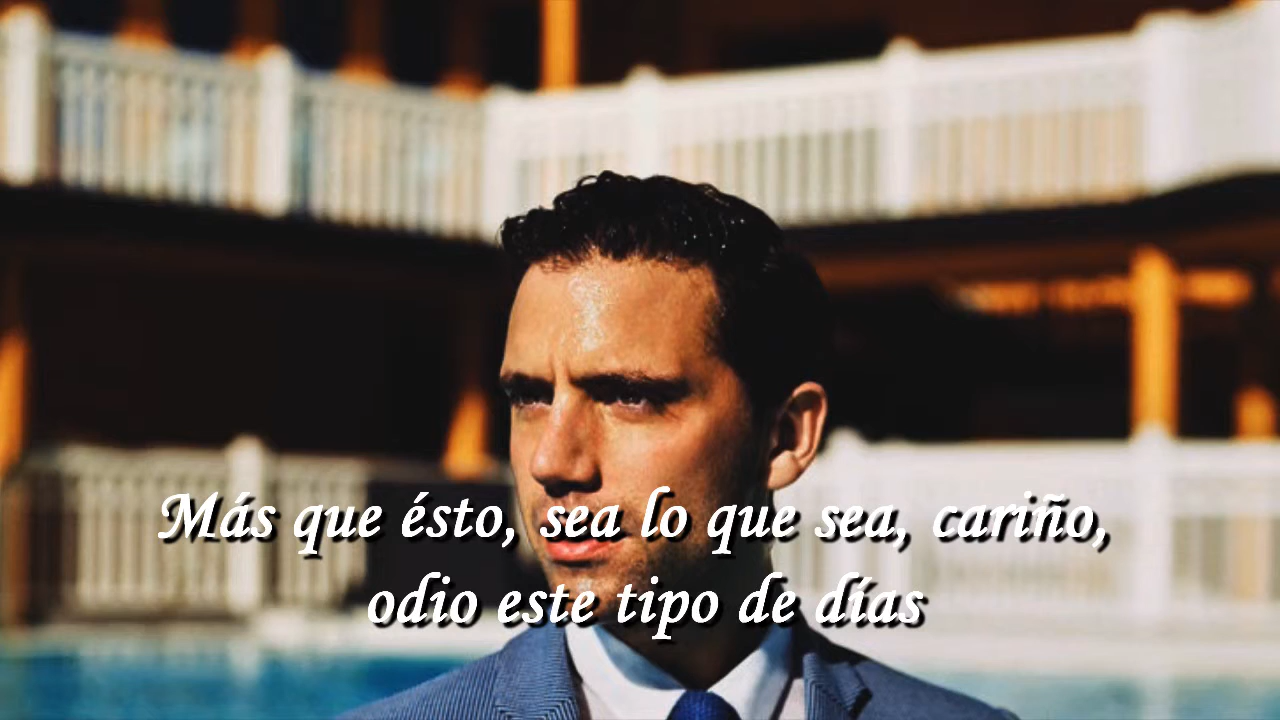 Más que ésto, sea lo que sea, cariño,
odio este tipo de días